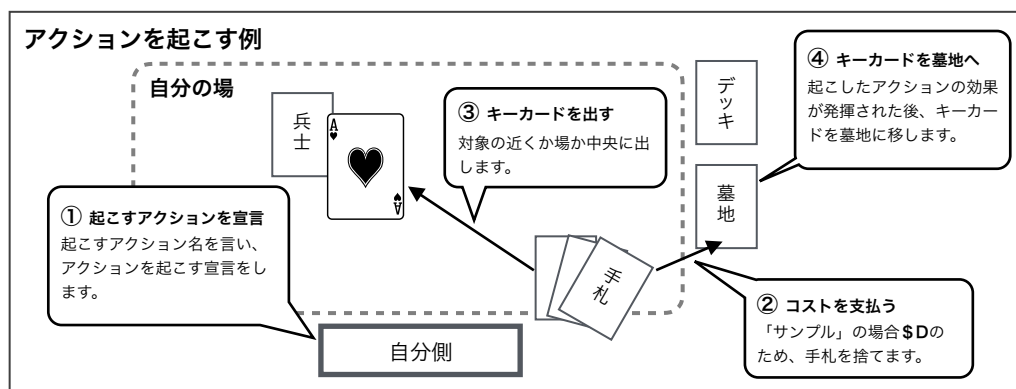 アクションを起こす例
自分の場
兵士
A
A
③ キーカードを出す
対象の近くか場か中央に出
します。
デッキ
④ キーカードを墓地へ
起こしたアクションの効果
が発揮された後、キーカー
ドを墓地に移します。
墓地
① 起こすアクションを宣言
起こすアクション名を言い、
アクションを起こす宣言をし
ます。
手札
② コストを支払う
「サンプル」の場合$Dの
ため、手札を捨てます。
自分側